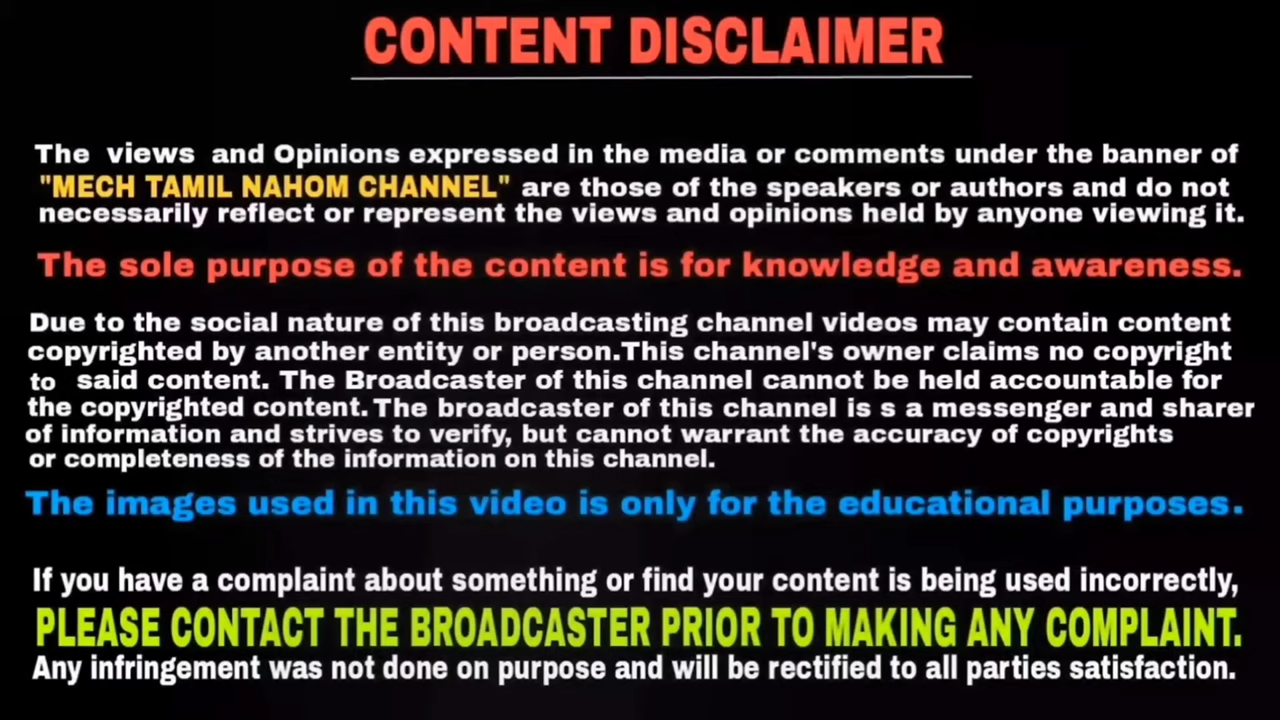 CONTENT DISCLAIMER
The views and Opinions expressed in the media or comments under the banner of
"MECH TAMIL NAHOM CHANNEL" are those of the speakers or authors and do not
necessarily reflect or represent the views and opinions held by anyone viewing it.
The sole purpose of the content is for knowledge and awareness.
Due to the social nature of this broadcasting channel videos may contain content
copyrighted by another entity or person.This channel's owner claims no copyright
to said content. The Broadcaster of this channel cannot be held accountable for
the copyrighted content. The broadcaster of this channel is s a messenger and sharer
of information and strives to verify, but cannot warrant the accuracy of copyrights
or completeness of the information on this channel.
The images used in this video is only for the educational purposes.
If you have a complaint about something or find your content is being used incorrectly,
PLEASE CONTACT THE BROADCASTER PRIOR TO MAKING ANY COMPLAINT.
Any infringement was not done on purpose and will be rectified to all parties satisfaction.